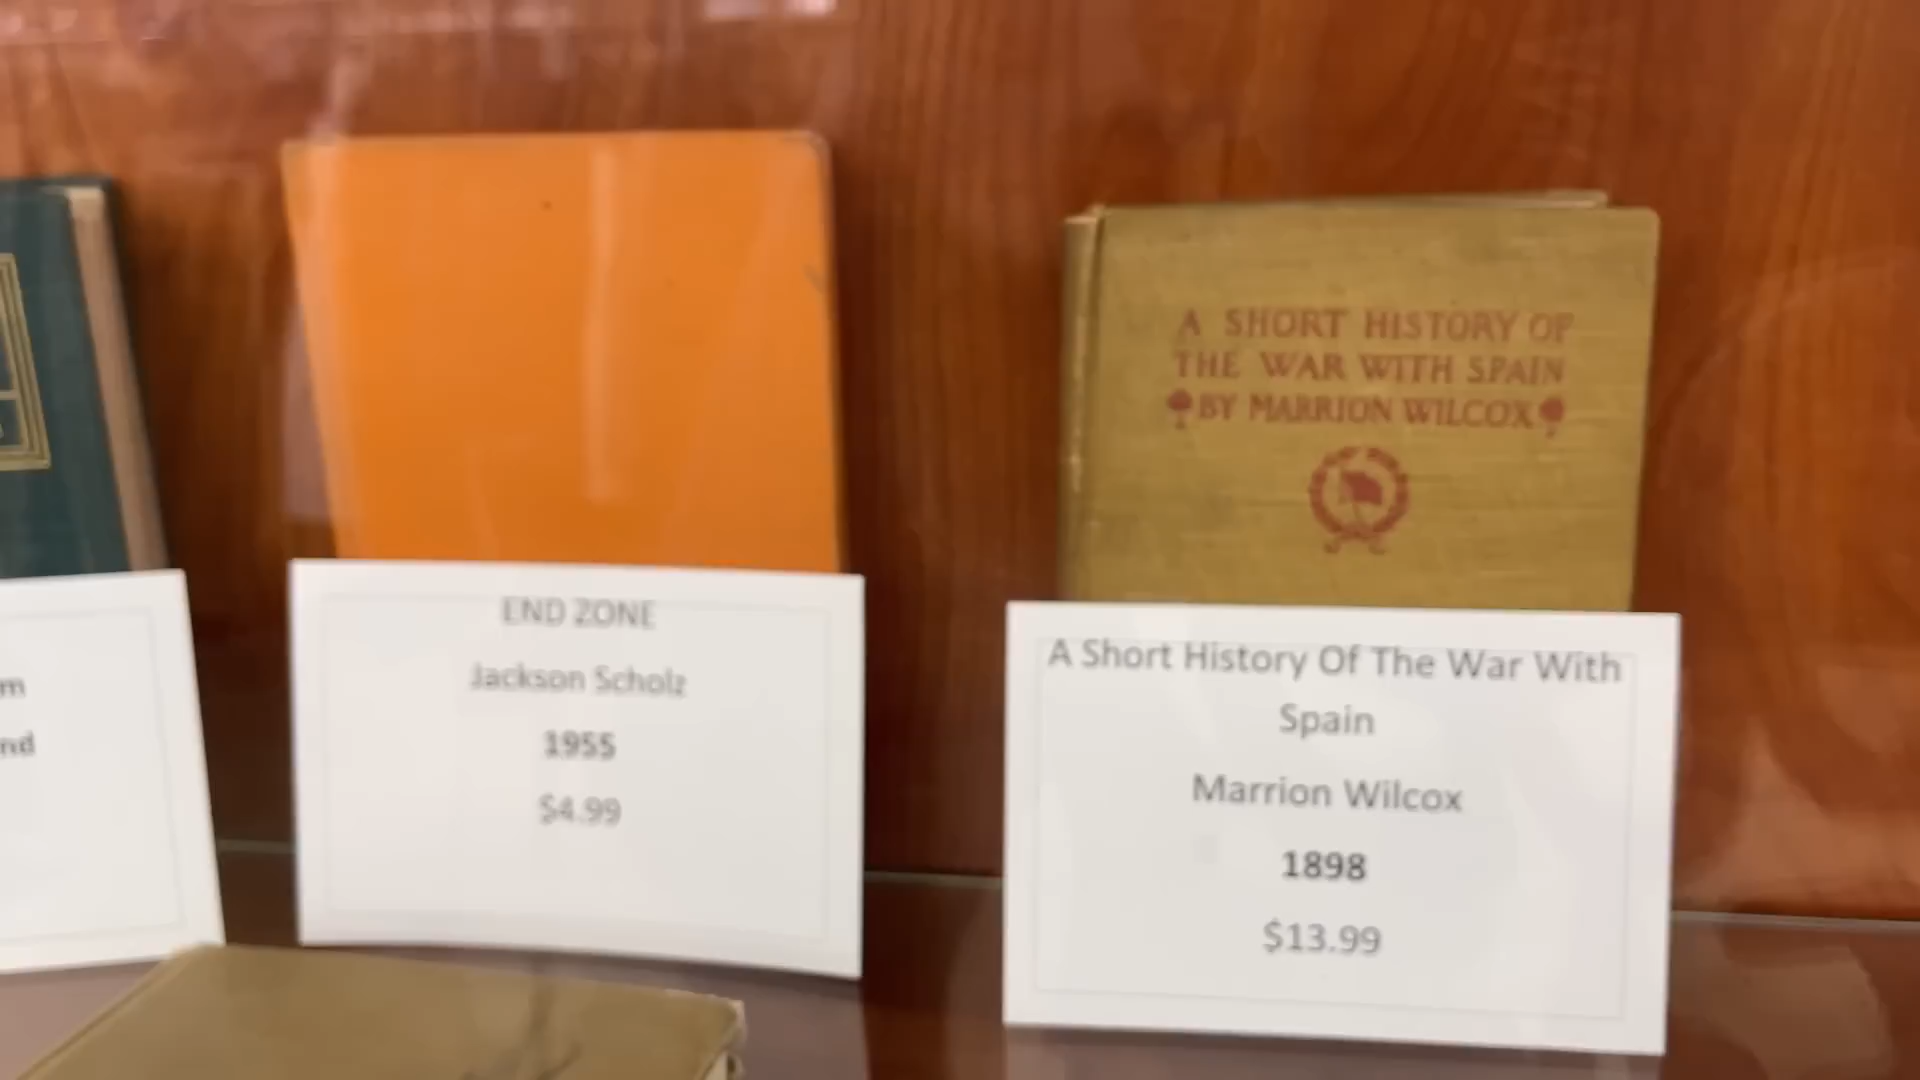 A SHORT HISTORY OF
THE WAR WITH SPAIN
BY MARRION WILCOX
m
nd
END ZONE
Jackson Scholz
1955
$4.99
A Short History Of The War With
Spain
Marrion Wilcox
1898
$13.99